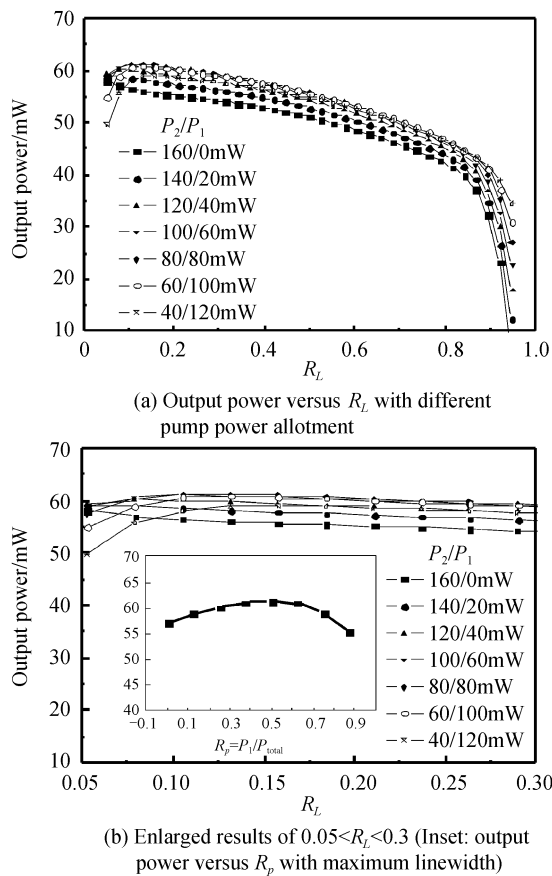 70
60
50
40
30
20
10
Output power/mW
P2/P1
160/0mW
140/20mW
120/40mW
100/60mW
80/80mW
60/100mW
40/120mW
0 0.2 0.4 0.6 0.8 1.0
RL
(a) Output power versus RL with different
pump power allotment
70
60
50
40
30
20
10
Output power/mW
70
65
60
55
50
45
40
−0.1 0.1 0.3 0.5 0.7 0.9
Rp=P1/Ptotal
P2/P1
160/0mW
140/20mW
120/40mW
100/60mW
80/80mW
60/100mW
40/120mW
0.05 0.10 0.15 0.20 0.25 0.30
RL
(b) Enlarged results of 0.05<RL<0.3 (Inset: output
power versus Rp with maximum linewidth)